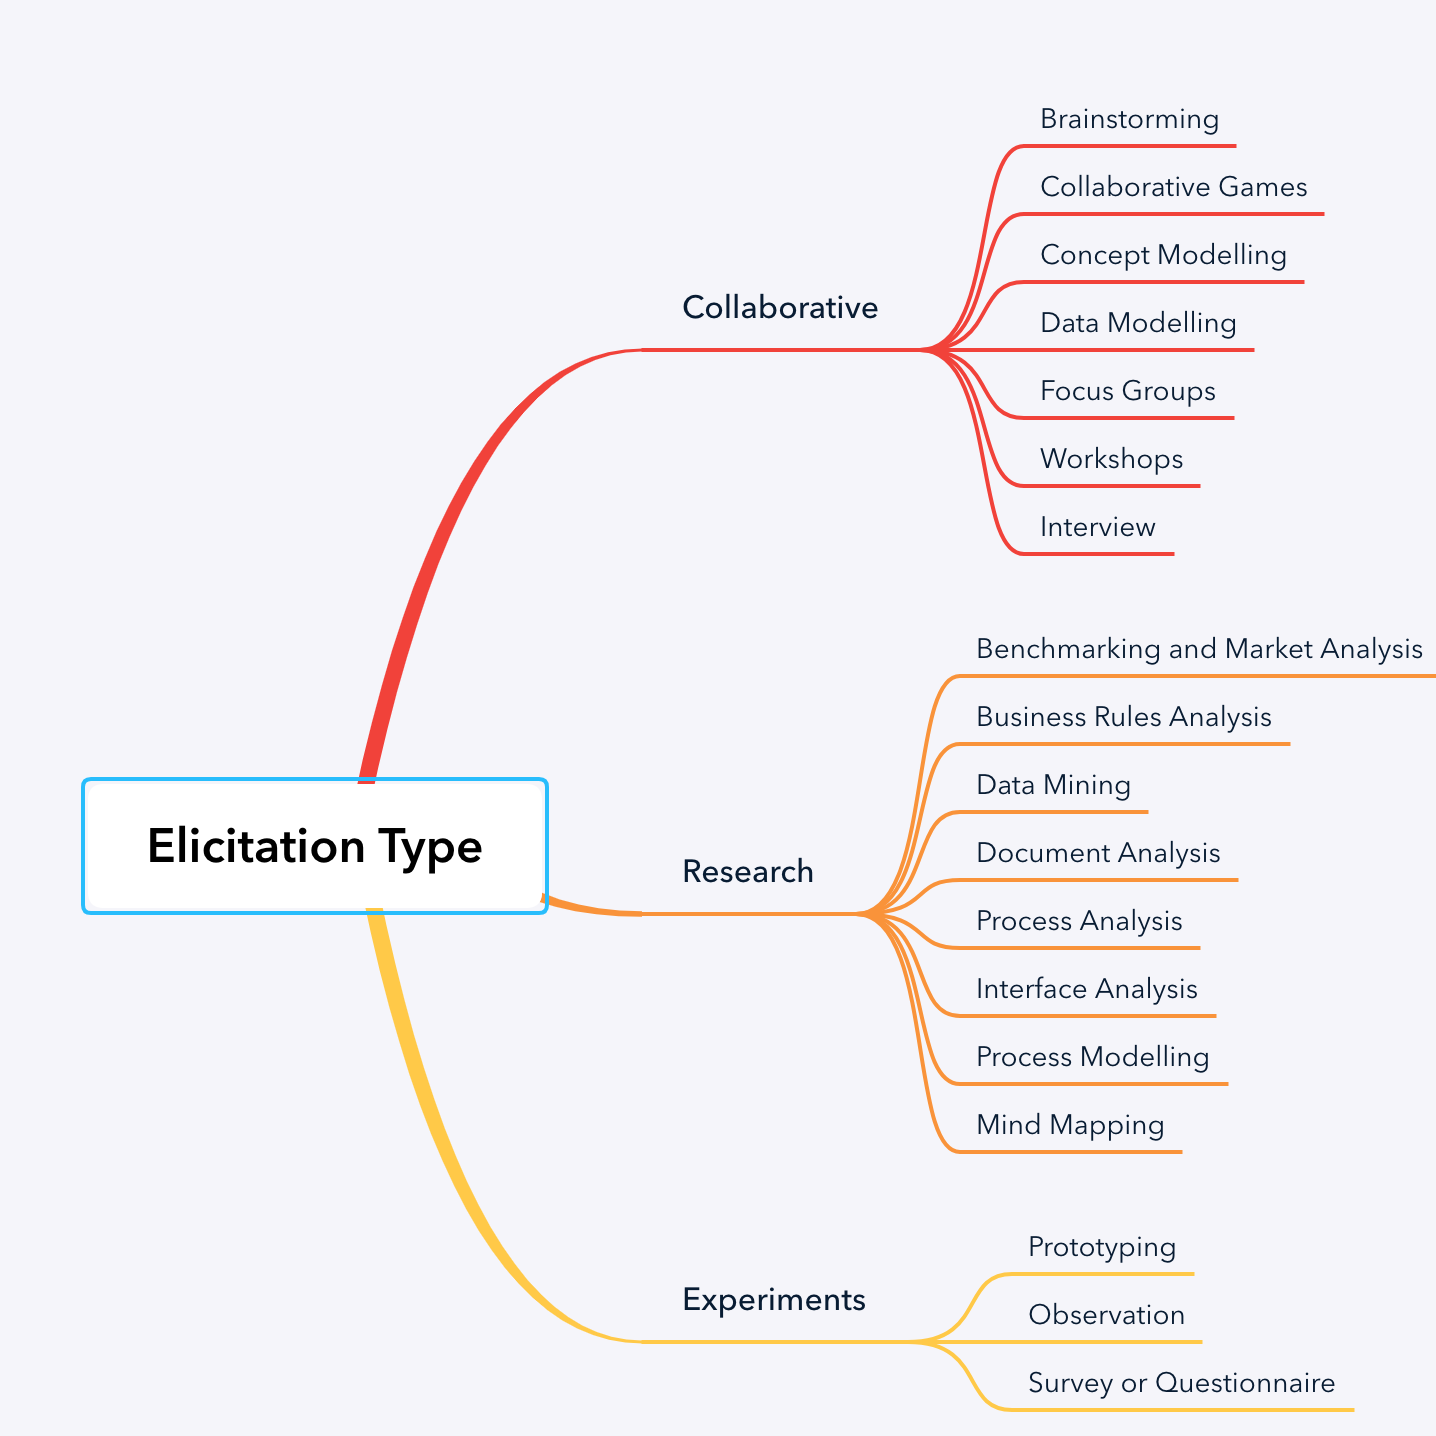 Elicitation Type
Collaborative
Brainstorming
Collaborative Games
Concept Modelling
Data Modelling
Focus Groups
Workshops
Interview
Research
Benchmarking and Market Analysis
Business Rules Analysis
Data Mining
Document Analysis
Process Analysis
Interface Analysis
Process Modelling
Mind Mapping
Experiments
Prototyping
Observation
Survey or Questionnaire